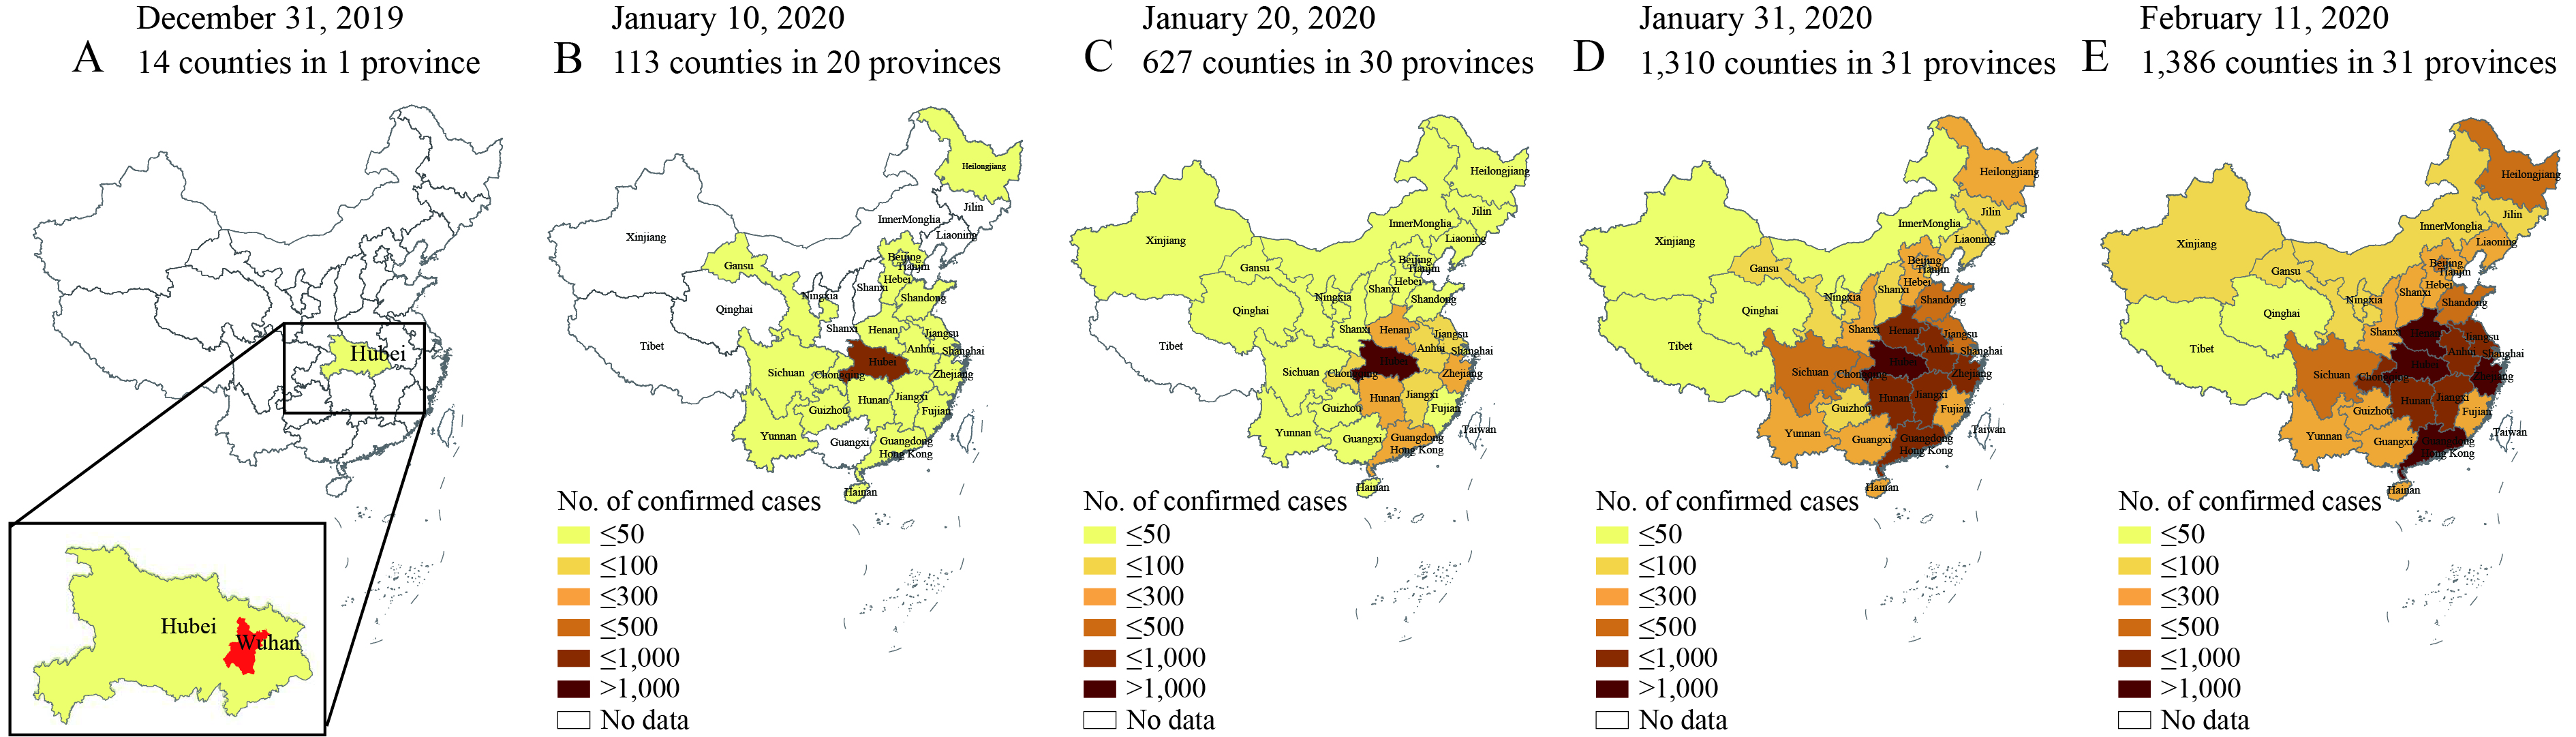 December 31, 2019
A 14 counties in 1 province
Hubei
Hubei
Wuhan
January 10, 2020
B 113 counties in 20 provinces
Heilongjiang
Jilin
InnerMonglia
Liaoning
Xinjiang
Beijing
Tianjin
Gansu
Hebei
Shanxi
Ningxia
Shandong
Qinghai
Shanxi
Henan
Jiangsu
Tibet
Anhui
Shanghai
Hubei
Sichuan
Chongqing
Zhejiang
Hunan
Jiangxi
Guizhou
Fujian
Yunnan
Guangxi
Guangdong
Hong Kong
Hainan
No. of confirmed cases
≤50
≤100
≤300
≤500
≤1,000
>1,000
No data
January 20, 2020
C 627 counties in 30 provinces
Heilongjiang
Jilin
InnerMonglia
Liaoning
Xinjiang
Beijing
Tianjin
Gansu
Hebei
Shanxi
Ningxia
Shandong
Qinghai
Shanxi
Henan
Jiangsu
Tibet
Anhui
Shanghai
Hubei
Sichuan
Chongqing
Zhejiang
Hunan
Jiangxi
Guizhou
Fujian
Yunnan
Guangxi
Guangdong
Hong Kong
Taiwan
Hainan
No. of confirmed cases
≤50
≤100
≤300
≤500
≤1,000
>1,000
No data
January 31, 2020
D 1,310 counties in 31 provinces
Heilongjiang
Jilin
InnerMonglia
Liaoning
Xinjiang
Beijing
Tianjin
Gansu
Hebei
Shanxi
Ningxia
Shandong
Qinghai
Shanxi
Henan
Jiangsu
Tibet
Anhui
Shanghai
Hubei
Sichuan
Chongqing
Zhejiang
Hunan
Jiangxi
Guizhou
Fujian
Yunnan
Guangxi
Guangdong
Hong Kong
Taiwan
Hainan
No. of confirmed cases
≤50
≤100
≤300
≤500
≤1,000
>1,000
No data
February 11, 2020
E 1,386 counties in 31 provinces
Heilongjiang
Jilin
InnerMonglia
Liaoning
Xinjiang
Beijing
Tianjin
Gansu
Hebei
Shanxi
Ningxia
Shandong
Qinghai
Shanxi
Henan
Jiangsu
Tibet
Anhui
Shanghai
Hubei
Sichuan
Chongqing
Zhejiang
Hunan
Jiangxi
Guizhou
Fujian
Yunnan
Guangxi
Guangdong
Hong Kong
Taiwan
Hainan
No. of confirmed cases
≤50
≤100
≤300
≤500
≤1,000
>1,000
No data